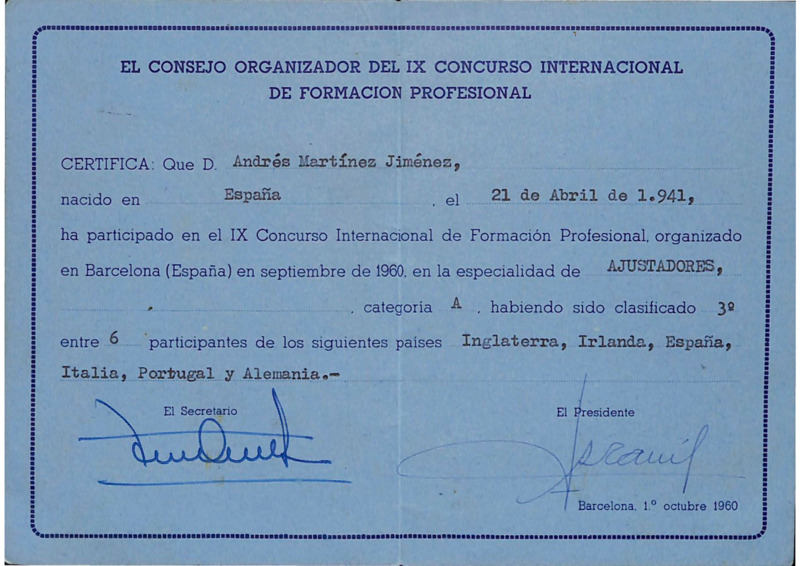 EL CONSEJO ORGANIZADOR DEL IX CONCURSO INTERNACIONAL
DE FORMACION PROFESIONAL
CERTIFICA: Que D. Andrés Martínez Jiménez,
nacido en España, el 21 de Abril de 1.941,
ha participado en el IX Concurso Internacional de Formación Profesional, organizado
en Barcelona (España) en septiembre de 1960, en la especialidad de AJUSTADORES,
, categoría A, habiendo sido clasificado 3º
entre 6 participantes de los siguientes países Inglaterra, Irlanda, España,
Italia, Portugal y Alemania.-
El Secretario
El Presidente
Barcelona, 1.º octubre 1960